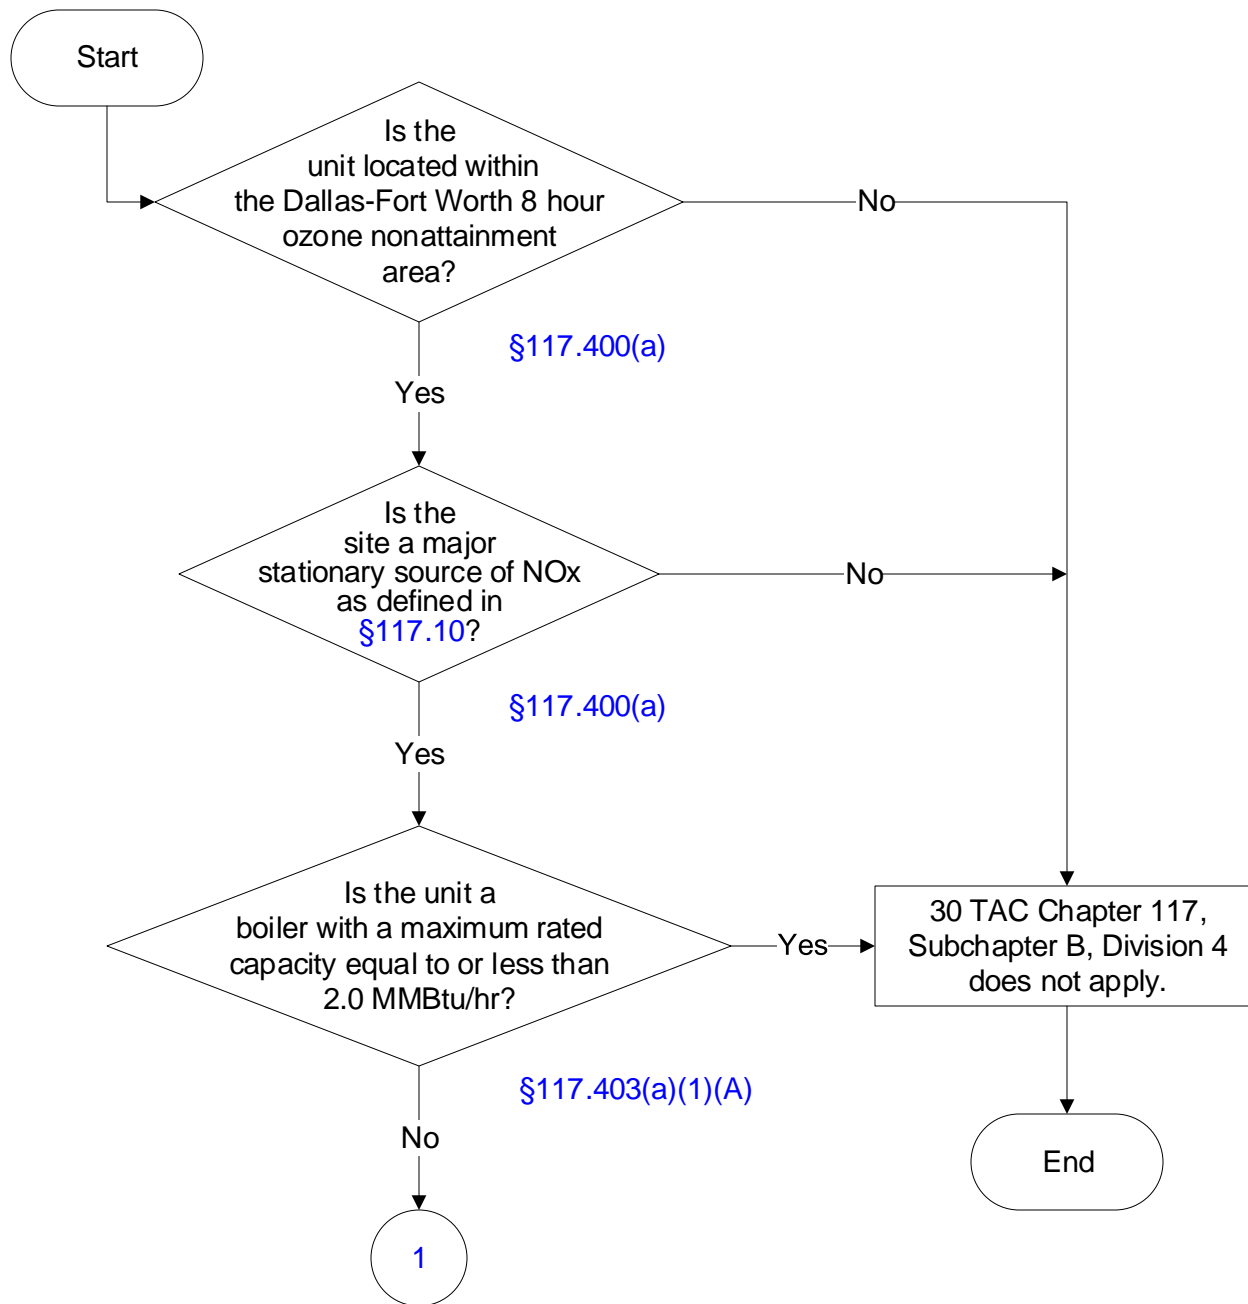 Start
Is the
unit located within
the Dallas-Fort Worth 8 hour
ozone nonattainment
area?
No
§117.400(a)
Yes
Is the
site a major
stationary source of NOx
as defined in
§117.10?
No
§117.400(a)
Yes
Is the unit a
boiler with a maximum rated
capacity equal to or less than
2.0 MMBtu/hr?
Yes
30 TAC Chapter 117,
Subchapter B, Division 4
does not apply.
§117.403(a)(1)(A)
No
End
1